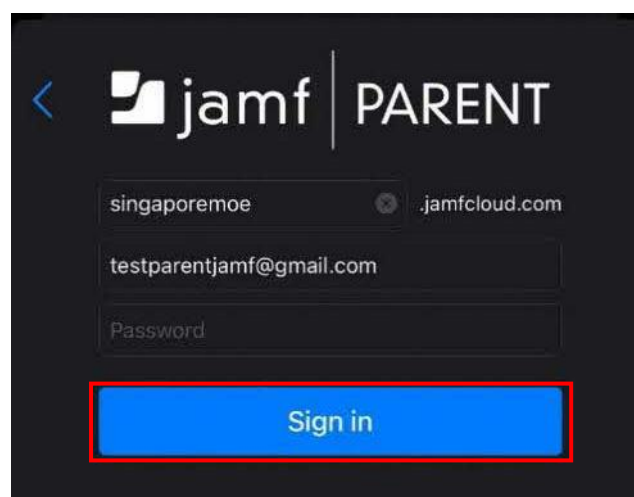 jamf | PARENT
singaporemoe .jamfcloud.com
testparentjamf@gmail.com
Password
Sign in